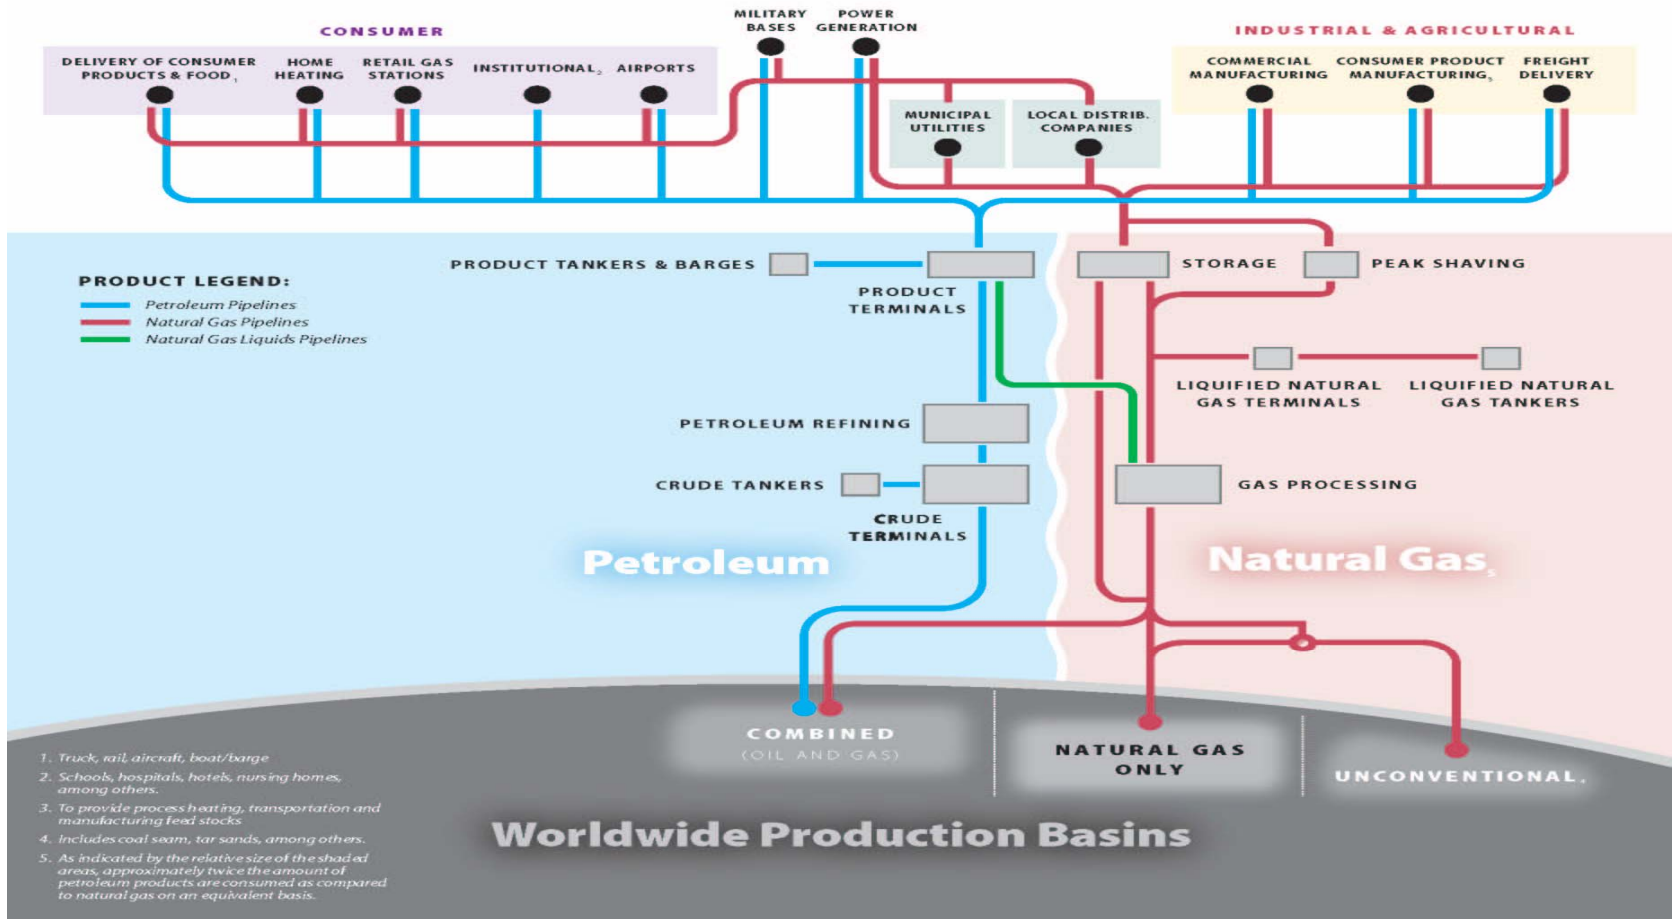 CONSUMER
MILITARY
BASES
POWER
GENERATION
INDUSTRIAL & AGRICULTURAL
DELIVERY OF CONSUMER
PRODUCTS & FOOD1
HOME
HEATING
RETAIL GAS
STATIONS
INSTITUTIONAL2
AIRPORTS
COMMERCIAL
MANUFACTURING
CONSUMER PRODUCT
MANUFACTURING3
FREIGHT
DELIVERY
MUNICIPAL
UTILITIES
LOCAL DISTRIB.
COMPANIES
PRODUCT TANKERS & BARGES
PRODUCT
TERMINALS
STORAGE
PEAK SHAVING
PRODUCT LEGEND:
Petroleum Pipelines
Natural Gas Pipelines
Natural Gas Liquids Pipelines
LIQUIFIED NATURAL
GAS TERMINALS
LIQUIFIED NATURAL
GAS TANKERS
PETROLEUM REFINING
CRUDE TANKERS
CRUDE
TERMINALS
GAS PROCESSING
Petroleum
Natural Gas5
COMBINED
(OIL AND GAS)
NATURAL GAS
ONLY
UNCONVENTIONAL4
Worldwide Production Basins
1. Truck, rail, aircraft, boat/barge
2. Schools, hospitals, hotels, nursing homes,
among others.
3. To provide process heating, transportation and
manufacturing feed stocks
4. Includes coal seam, tar sands, among others.
5. As indicated by the relative size of the shaded
areas, approximately twice the amount of
petroleum products are consumed as compared
to natural gas on an equivalent basis.